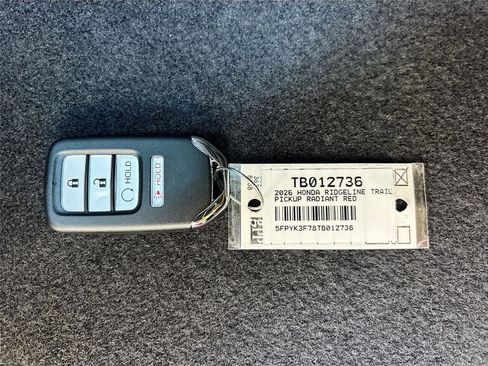 HOLD
HOLD
TB012736
2026 HONDA RIDGELINE TRAIL
PICKUP RADIANT RED
5FPYK3F78TB012736